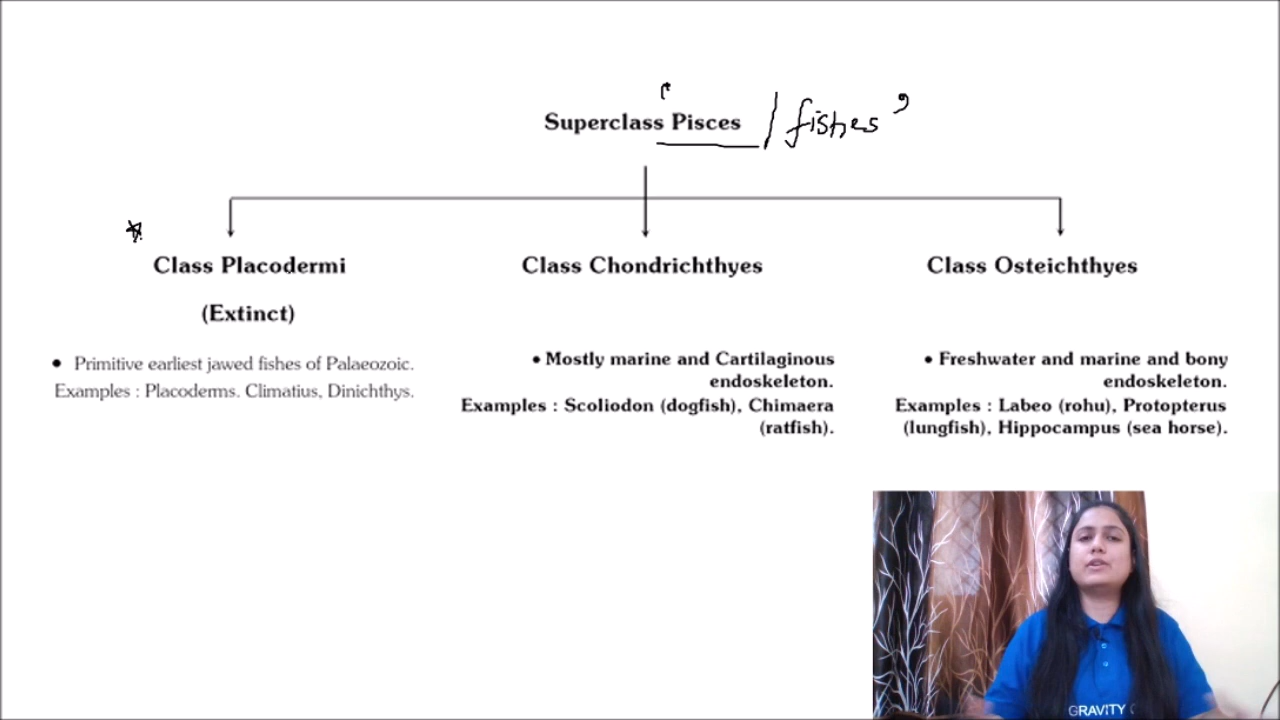 Superclass Pisces / fishes
Class Placodermi
(Extinct)
• Primitive earliest jawed fishes of Palaeozoic.
Examples : Placoderms. Climatius, Dinichthys.
Class Chondrichthyes
• Mostly marine and Cartilaginous
endoskeleton.
Examples : Scoliodon (dogfish), Chimaera
(ratfish).
Class Osteichthyes
• Freshwater and marine and bony
endoskeleton.
Examples : Labeo (rohu), Protopterus
(lungfish), Hippocampus (sea horse).
GRAVITY